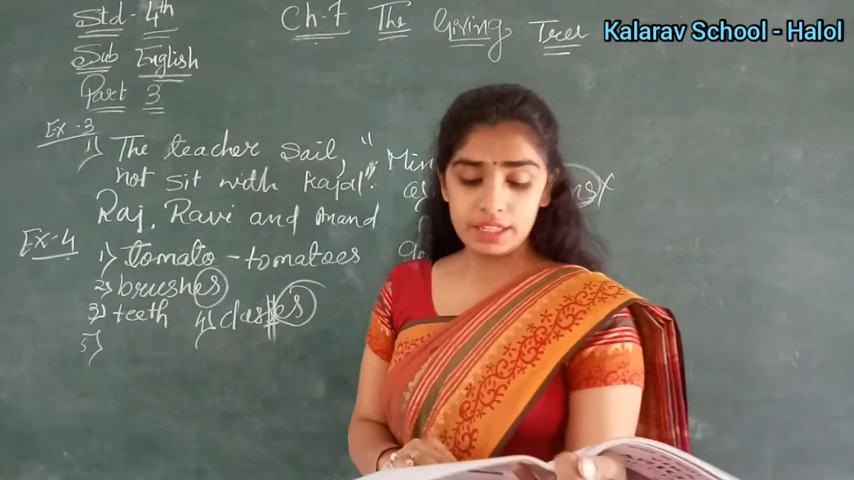 Std - 4th
Sub English
Part 3
Ch-7 The Giving Tree
Kalarav School - Halol
Ex-3
1) The teacher sail, "
not sit with Kajal".
Raj, Ravi and Anand
Ex-4
1) tomato - tomatoes
2) brushes
3) teeth 4) classes
5)